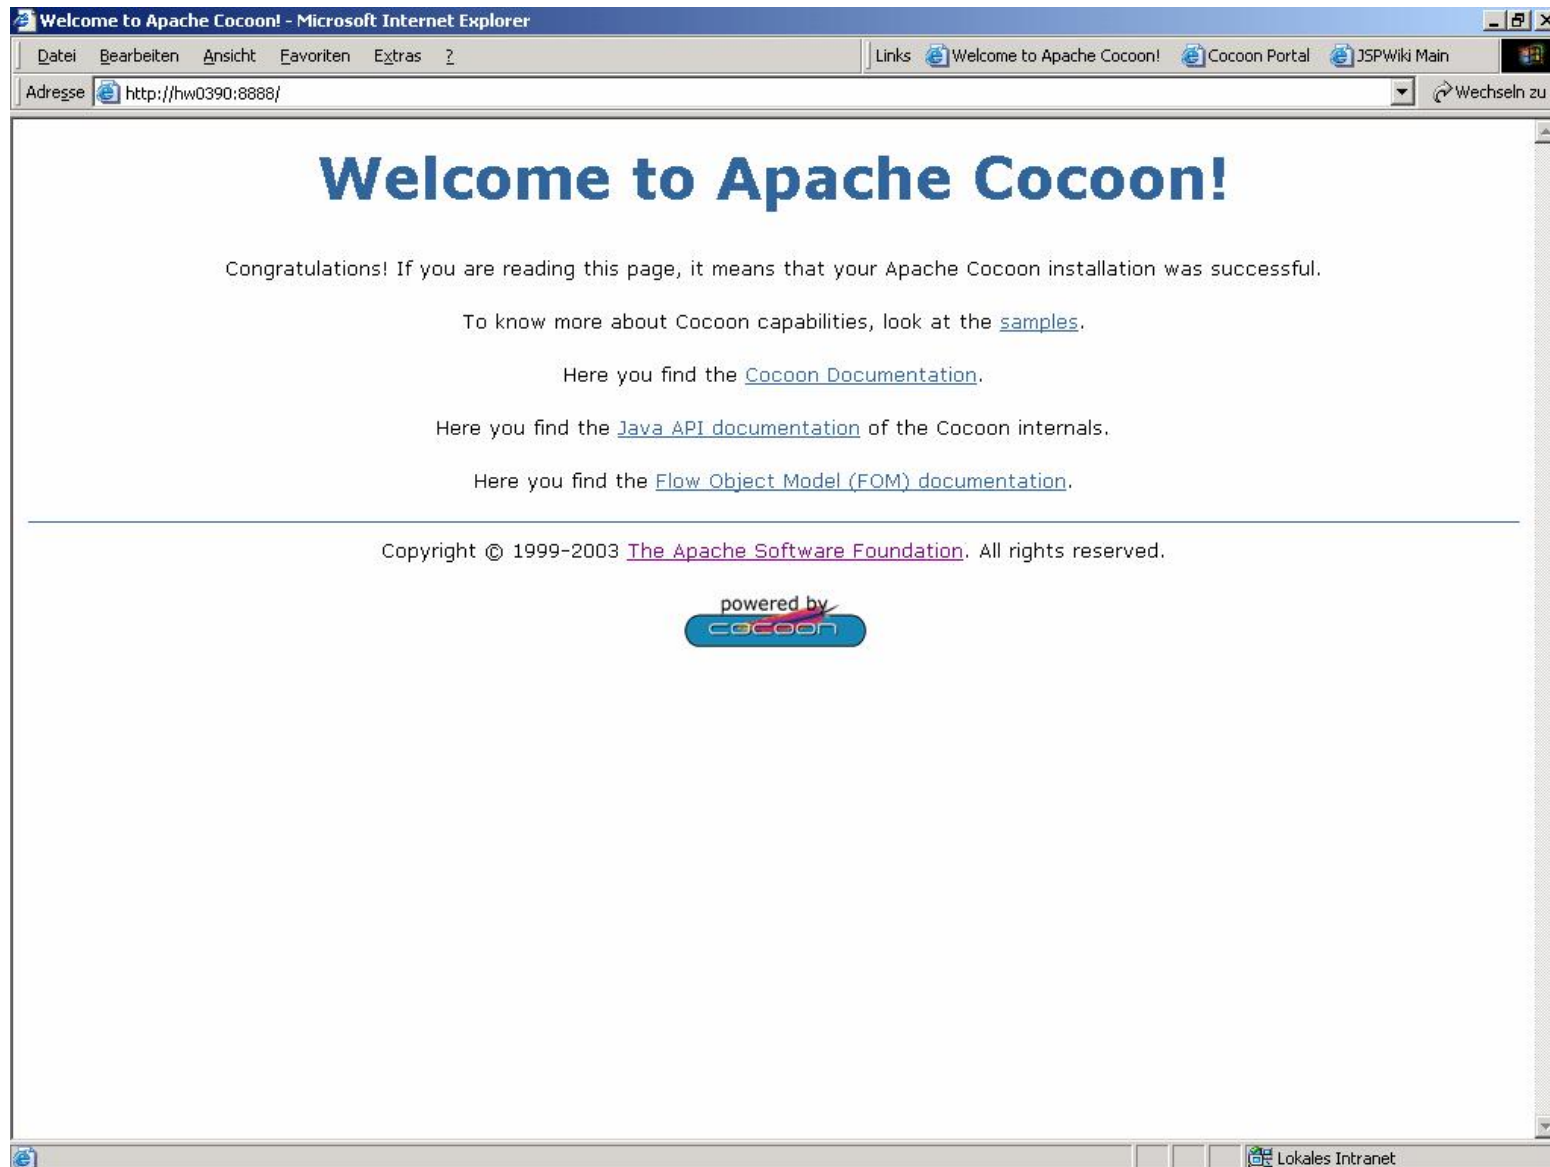 Welcome to Apache Cocoon! - Microsoft Internet Explorer
Datei Bearbeiten Ansicht Favoriten Extras ? Links Welcome to Apache Cocoon! Cocoon Portal JSPWiki Main
Adresse http://hw0390:8888/ Wechseln zu
Welcome to Apache Cocoon!
Congratulations! If you are reading this page, it means that your Apache Cocoon installation was successful.
To know more about Cocoon capabilities, look at the samples.
Here you find the Cocoon Documentation.
Here you find the Java API documentation of the Cocoon internals.
Here you find the Flow Object Model (FOM) documentation.
Copyright © 1999-2003 The Apache Software Foundation. All rights reserved.
powered by
cocoon
Lokales Intranet